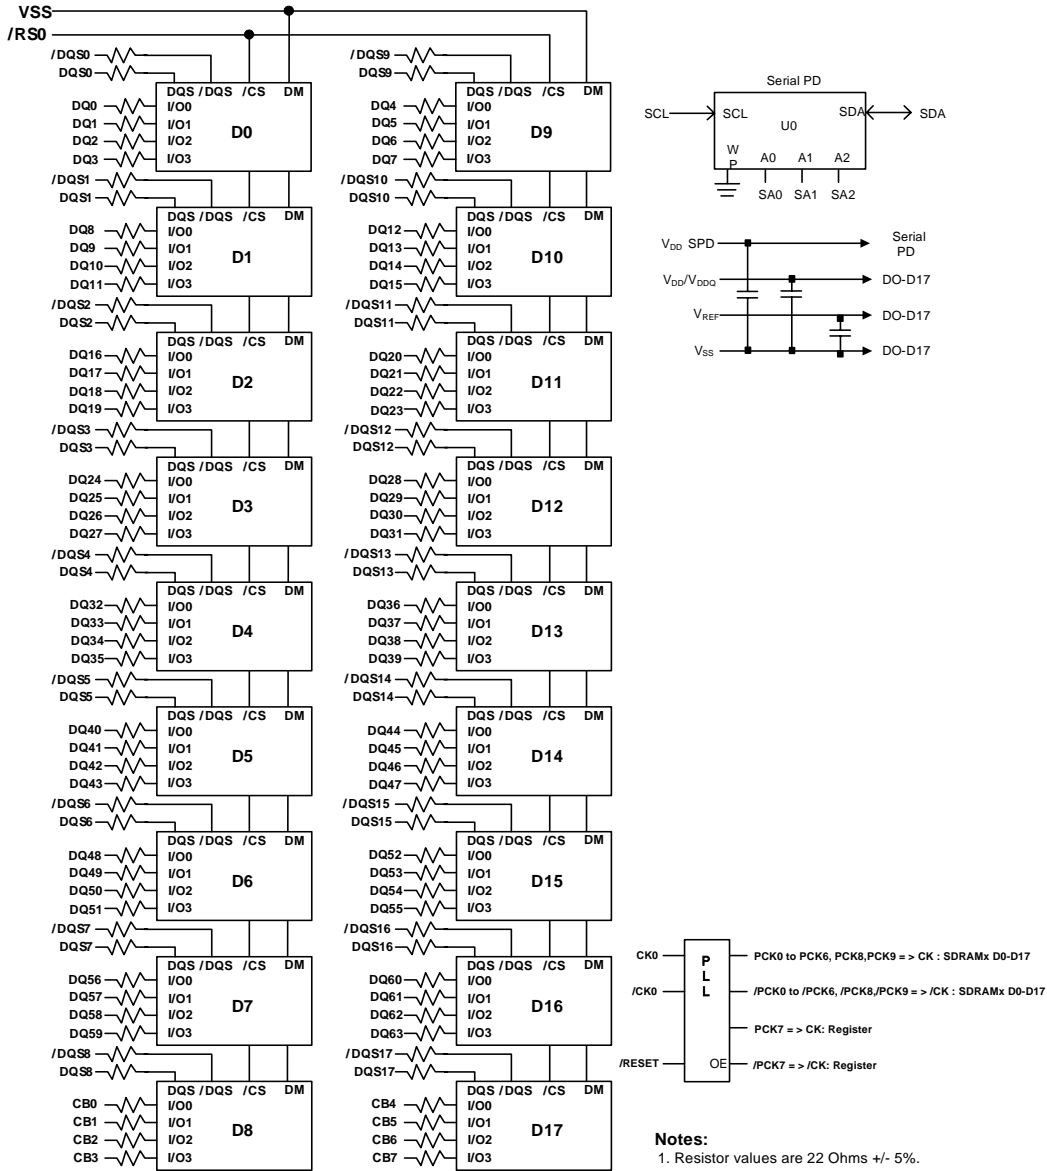 VSS
/RS0
/DQS0
DQS0
DQS /DQS /CS DM
DQ0 I/O0
DQ1 I/O1
D0
DQ2 I/O2
DQ3 I/O3
/DQS1
DQS1
DQS /DQS /CS DM
DQ8 I/O0
DQ9 I/O1
D1
DQ10 I/O2
DQ11 I/O3
/DQS2
DQS2
DQS /DQS /CS DM
DQ16 I/O0
DQ17 I/O1
D2
DQ18 I/O2
DQ19 I/O3
/DQS3
DQS3
DQS /DQS /CS DM
DQ24 I/O0
DQ25 I/O1
D3
DQ26 I/O2
DQ27 I/O3
/DQS4
DQS4
DQS /DQS /CS DM
DQ32 I/O0
DQ33 I/O1
D4
DQ34 I/O2
DQ35 I/O3
/DQS5
DQS5
DQS /DQS /CS DM
DQ40 I/O0
DQ41 I/O1
D5
DQ42 I/O2
DQ43 I/O3
/DQS6
DQS6
DQS /DQS /CS DM
DQ48 I/O0
DQ49 I/O1
D6
DQ50 I/O2
DQ51 I/O3
/DQS7
DQS7
DQS /DQS /CS DM
DQ56 I/O0
DQ57 I/O1
D7
DQ58 I/O2
DQ59 I/O3
/DQS8
DQS8
DQS /DQS /CS DM
CB0 I/O0
CB1 I/O1
D8
CB2 I/O2
CB3 I/O3
/DQS9
DQS9
DQS /DQS /CS DM
DQ4 I/O0
DQ5 I/O1
D9
DQ6 I/O2
DQ7 I/O3
/DQS10
DQS10
DQS /DQS /CS DM
DQ12 I/O0
DQ13 I/O1
D10
DQ14 I/O2
DQ15 I/O3
/DQS11
DQS11
DQS /DQS /CS DM
DQ20 I/O0
DQ21 I/O1
D11
DQ22 I/O2
DQ23 I/O3
/DQS12
DQS12
DQS /DQS /CS DM
DQ28 I/O0
DQ29 I/O1
D12
DQ30 I/O2
DQ31 I/O3
/DQS13
DQS13
DQS /DQS /CS DM
DQ36 I/O0
DQ37 I/O1
D13
DQ38 I/O2
DQ39 I/O3
/DQS14
DQS14
DQS /DQS /CS DM
DQ44 I/O0
DQ45 I/O1
D14
DQ46 I/O2
DQ47 I/O3
/DQS15
DQS15
DQS /DQS /CS DM
DQ52 I/O0
DQ53 I/O1
D15
DQ54 I/O2
DQ55 I/O3
/DQS16
DQS16
DQS /DQS /CS DM
DQ60 I/O0
DQ61 I/O1
D16
DQ62 I/O2
DQ63 I/O3
/DQS17
DQS17
DQS /DQS /CS DM
CB4 I/O0
CB5 I/O1
D17
CB6 I/O2
CB7 I/O3
Serial PD
SCL SCL SDA SDA
U0
WP A0 A1 A2
SA0 SA1 SA2
VDD SPD Serial PD
VDD/VDDQ DO-D17
VREF DO-D17
VSS DO-D17
PLL
CK0 PCK0 to PCK6, PCK8,PCK9 = > CK : SDRAMx D0-D17
/CK0 /PCK0 to /PCK6, /PCK8,/PCK9 = > /CK : SDRAMx D0-D17
PCK7 = > CK: Register
/RESET OE /PCK7 = > /CK: Register
Notes:
1. Resistor values are 22 Ohms +/- 5%.